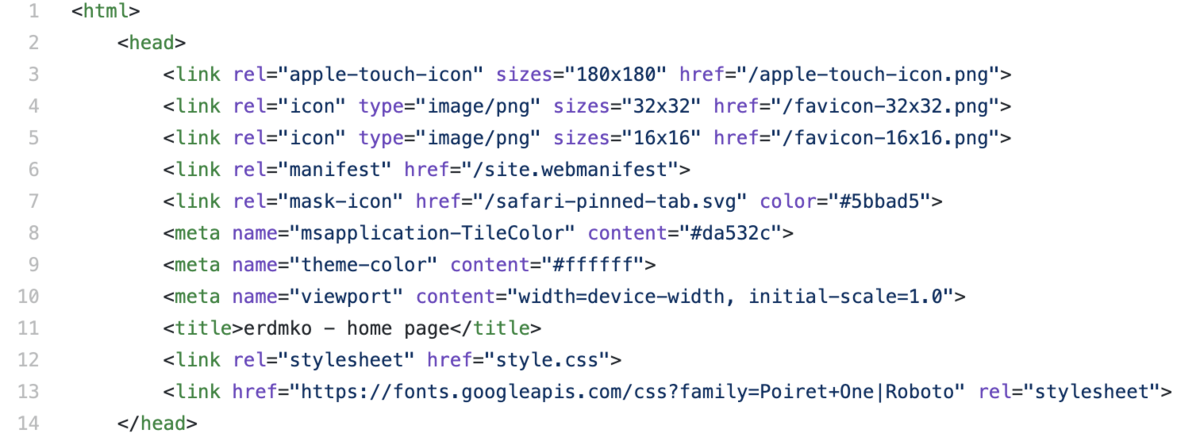 1 <html>
2 <head>
3 <link rel="apple-touch-icon" sizes="180x180" href="/apple-touch-icon.png">
4 <link rel="icon" type="image/png" sizes="32x32" href="/favicon-32x32.png">
5 <link rel="icon" type="image/png" sizes="16x16" href="/favicon-16x16.png">
6 <link rel="manifest" href="/site.webmanifest">
7 <link rel="mask-icon" href="/safari-pinned-tab.svg" color="#5bbad5">
8 <meta name="msapplication-TileColor" content="#da532c">
9 <meta name="theme-color" content="#ffffff">
10 <meta name="viewport" content="width=device-width, initial-scale=1.0">
11 <title>erdmko - home page</title>
12 <link rel="stylesheet" href="style.css">
13 <link href="https://fonts.googleapis.com/css?family=Poiret+One|Roboto" rel="stylesheet">
14 </head>